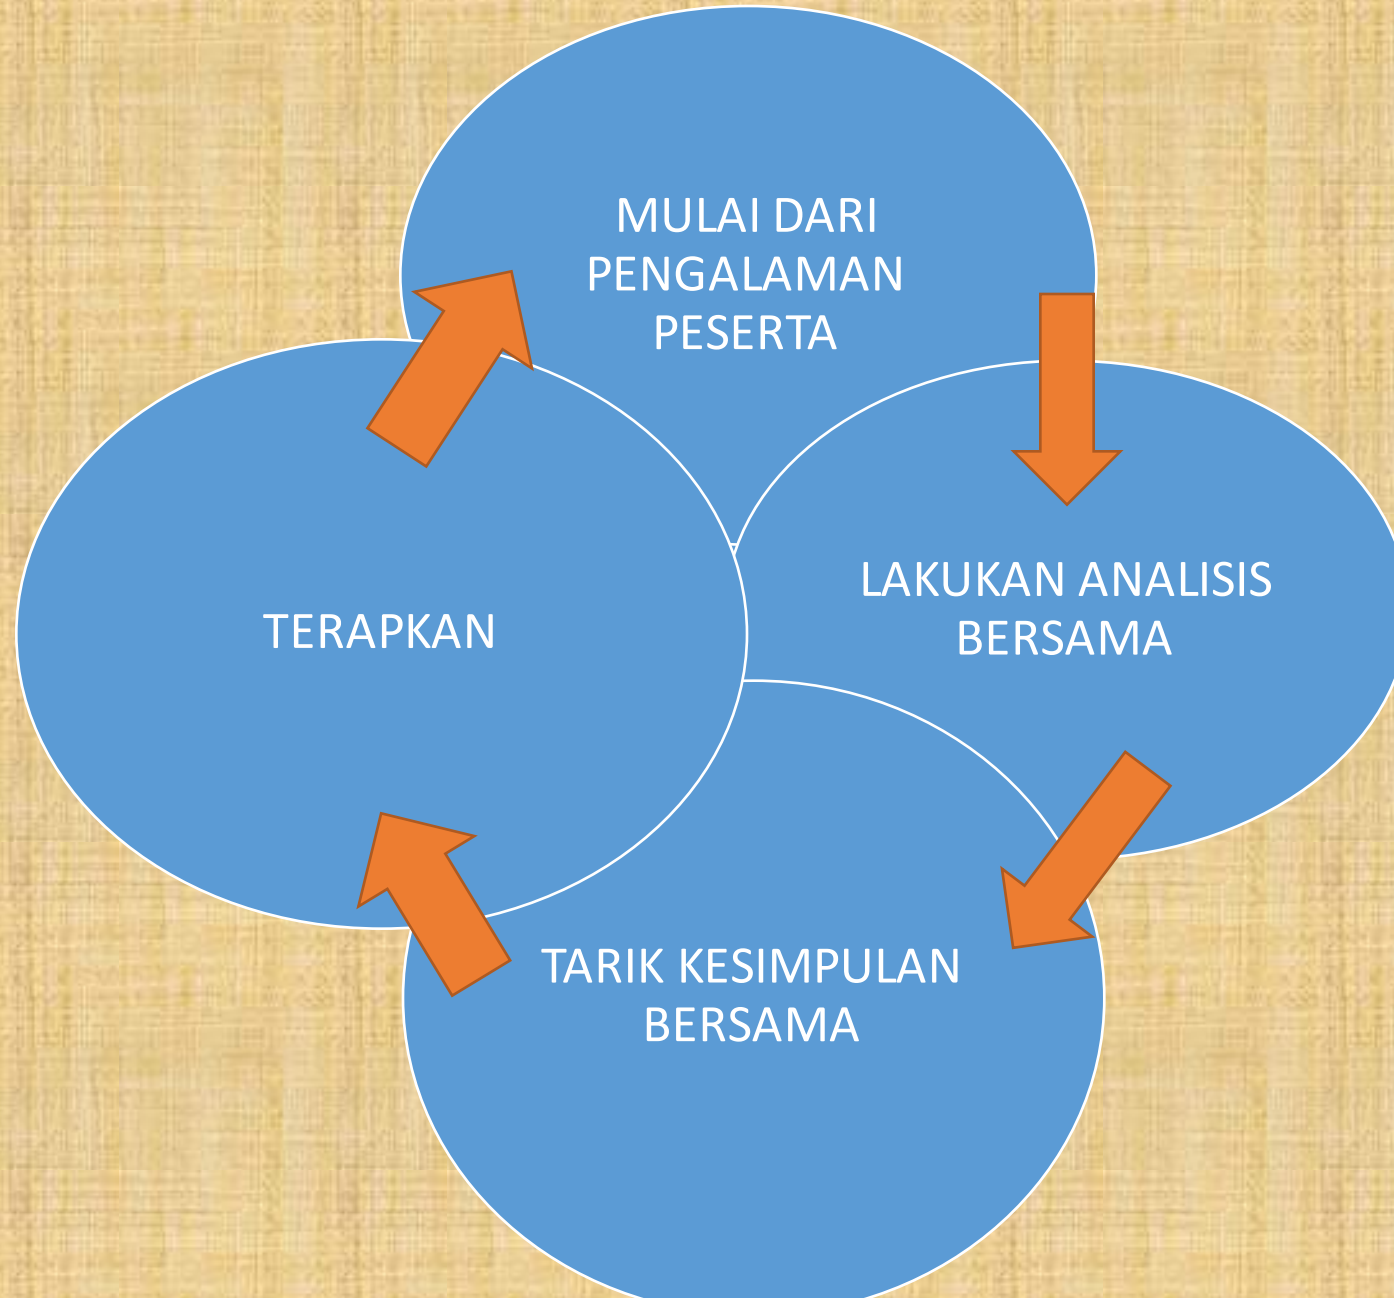 MULAI DARI
PENGALAMAN
PESERTA
LAKUKAN ANALISIS
BERSAMA
TARIK KESIMPULAN
BERSAMA
TERAPKAN